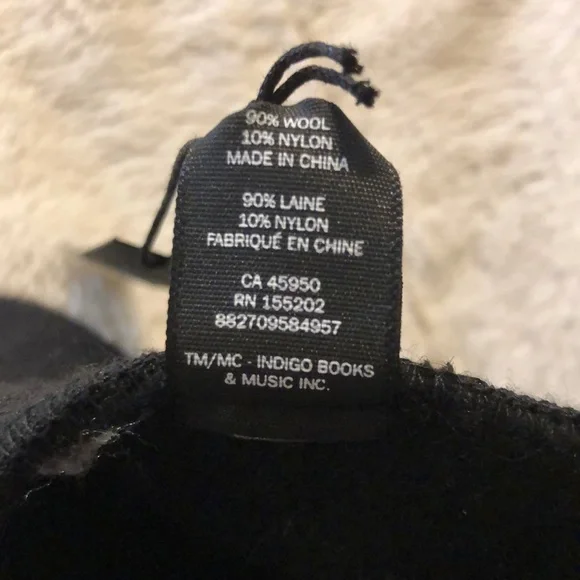 90% WOOL
10% NYLON
MADE IN CHINA
90% LAINE
10% NYLON
FABRIQUÉ EN CHINE
CA 45950
RN 155202
882709584957
TM/MC - INDIGO BOOKS
& MUSIC INC.